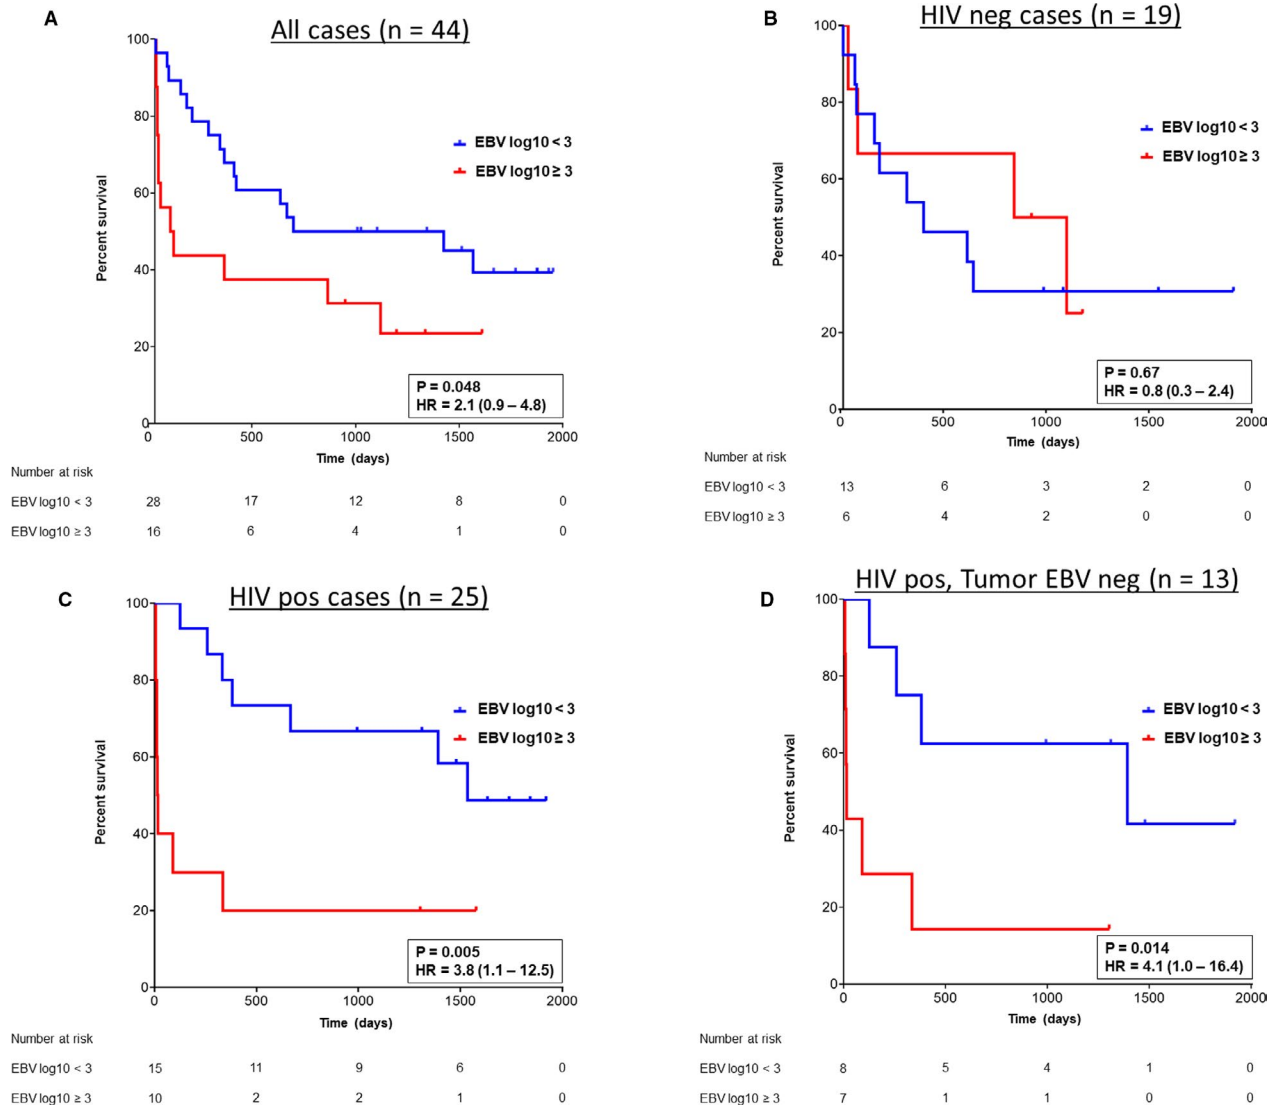 A
All cases (n = 44)
100
80
60
40
20
0
Percent survival
EBV log10 < 3
EBV log10 ≥ 3
P = 0.048
HR = 2.1 (0.9 – 4.8)
0 500 1000 1500 2000
Time (days)
Number at risk
EBV log10 < 3 28 17 12 8 0
EBV log10 ≥ 3 16 6 4 1 0
B
HIV neg cases (n = 19)
100
80
60
40
20
0
Percent survival
EBV log10 < 3
EBV log10 ≥ 3
P = 0.67
HR = 0.8 (0.3 – 2.4)
0 500 1000 1500 2000
Time (days)
Number at risk
EBV log10 < 3 13 6 3 2 0
EBV log10 ≥ 3 6 4 2 0 0
C
HIV pos cases (n = 25)
100
80
60
40
20
0
Percent survival
EBV log10 < 3
EBV log10 ≥ 3
P = 0.005
HR = 3.8 (1.1 – 12.5)
0 500 1000 1500 2000
Time (days)
Number at risk
EBV log10 < 3 15 11 9 6 0
EBV log10 ≥ 3 10 2 2 1 0
D
HIV pos, Tumor EBV neg (n = 13)
100
80
60
40
20
0
Percent survival
EBV log10 < 3
EBV log10 ≥ 3
P = 0.014
HR = 4.1 (1.0 – 16.4)
0 500 1000 1500 2000
Time (days)
Number at risk
EBV log10 < 3 8 5 4 1 0
EBV log10 ≥ 3 7 1 1 0 0